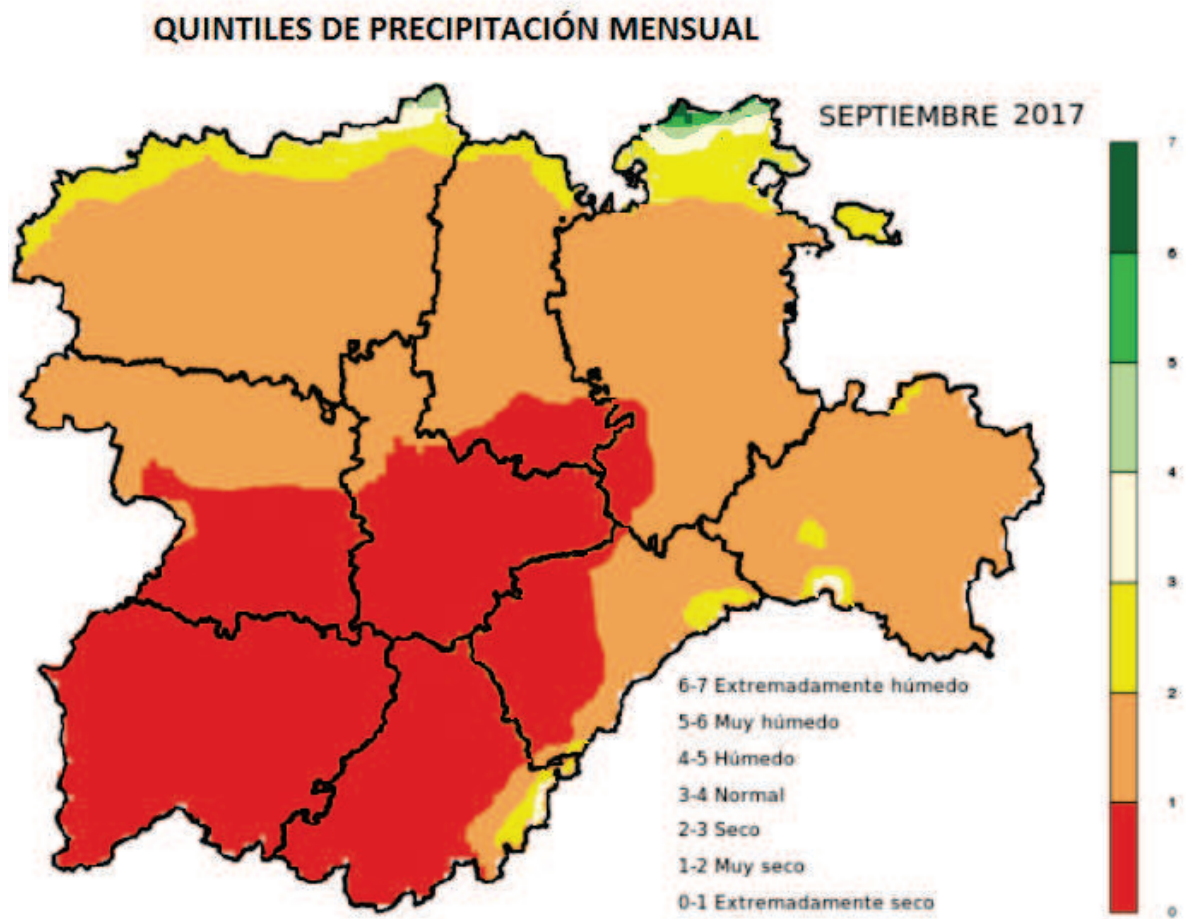 QUINTILES DE PRECIPITACIÓN MENSUAL
SEPTIEMBRE 2017
7
6
5
4
3
2
1
0
6-7 Extremadamente húmedo
5-6 Muy húmedo
4-5 Húmedo
3-4 Normal
2-3 Seco
1-2 Muy seco
0-1 Extremadamente seco